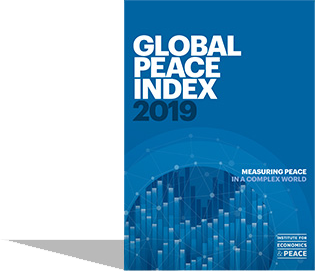 GLOBAL
PEACE
INDEX
2019
MEASURING PEACE
IN A COMPLEX WORLD
INSTITUTE FOR
ECONOMICS
& PEACE